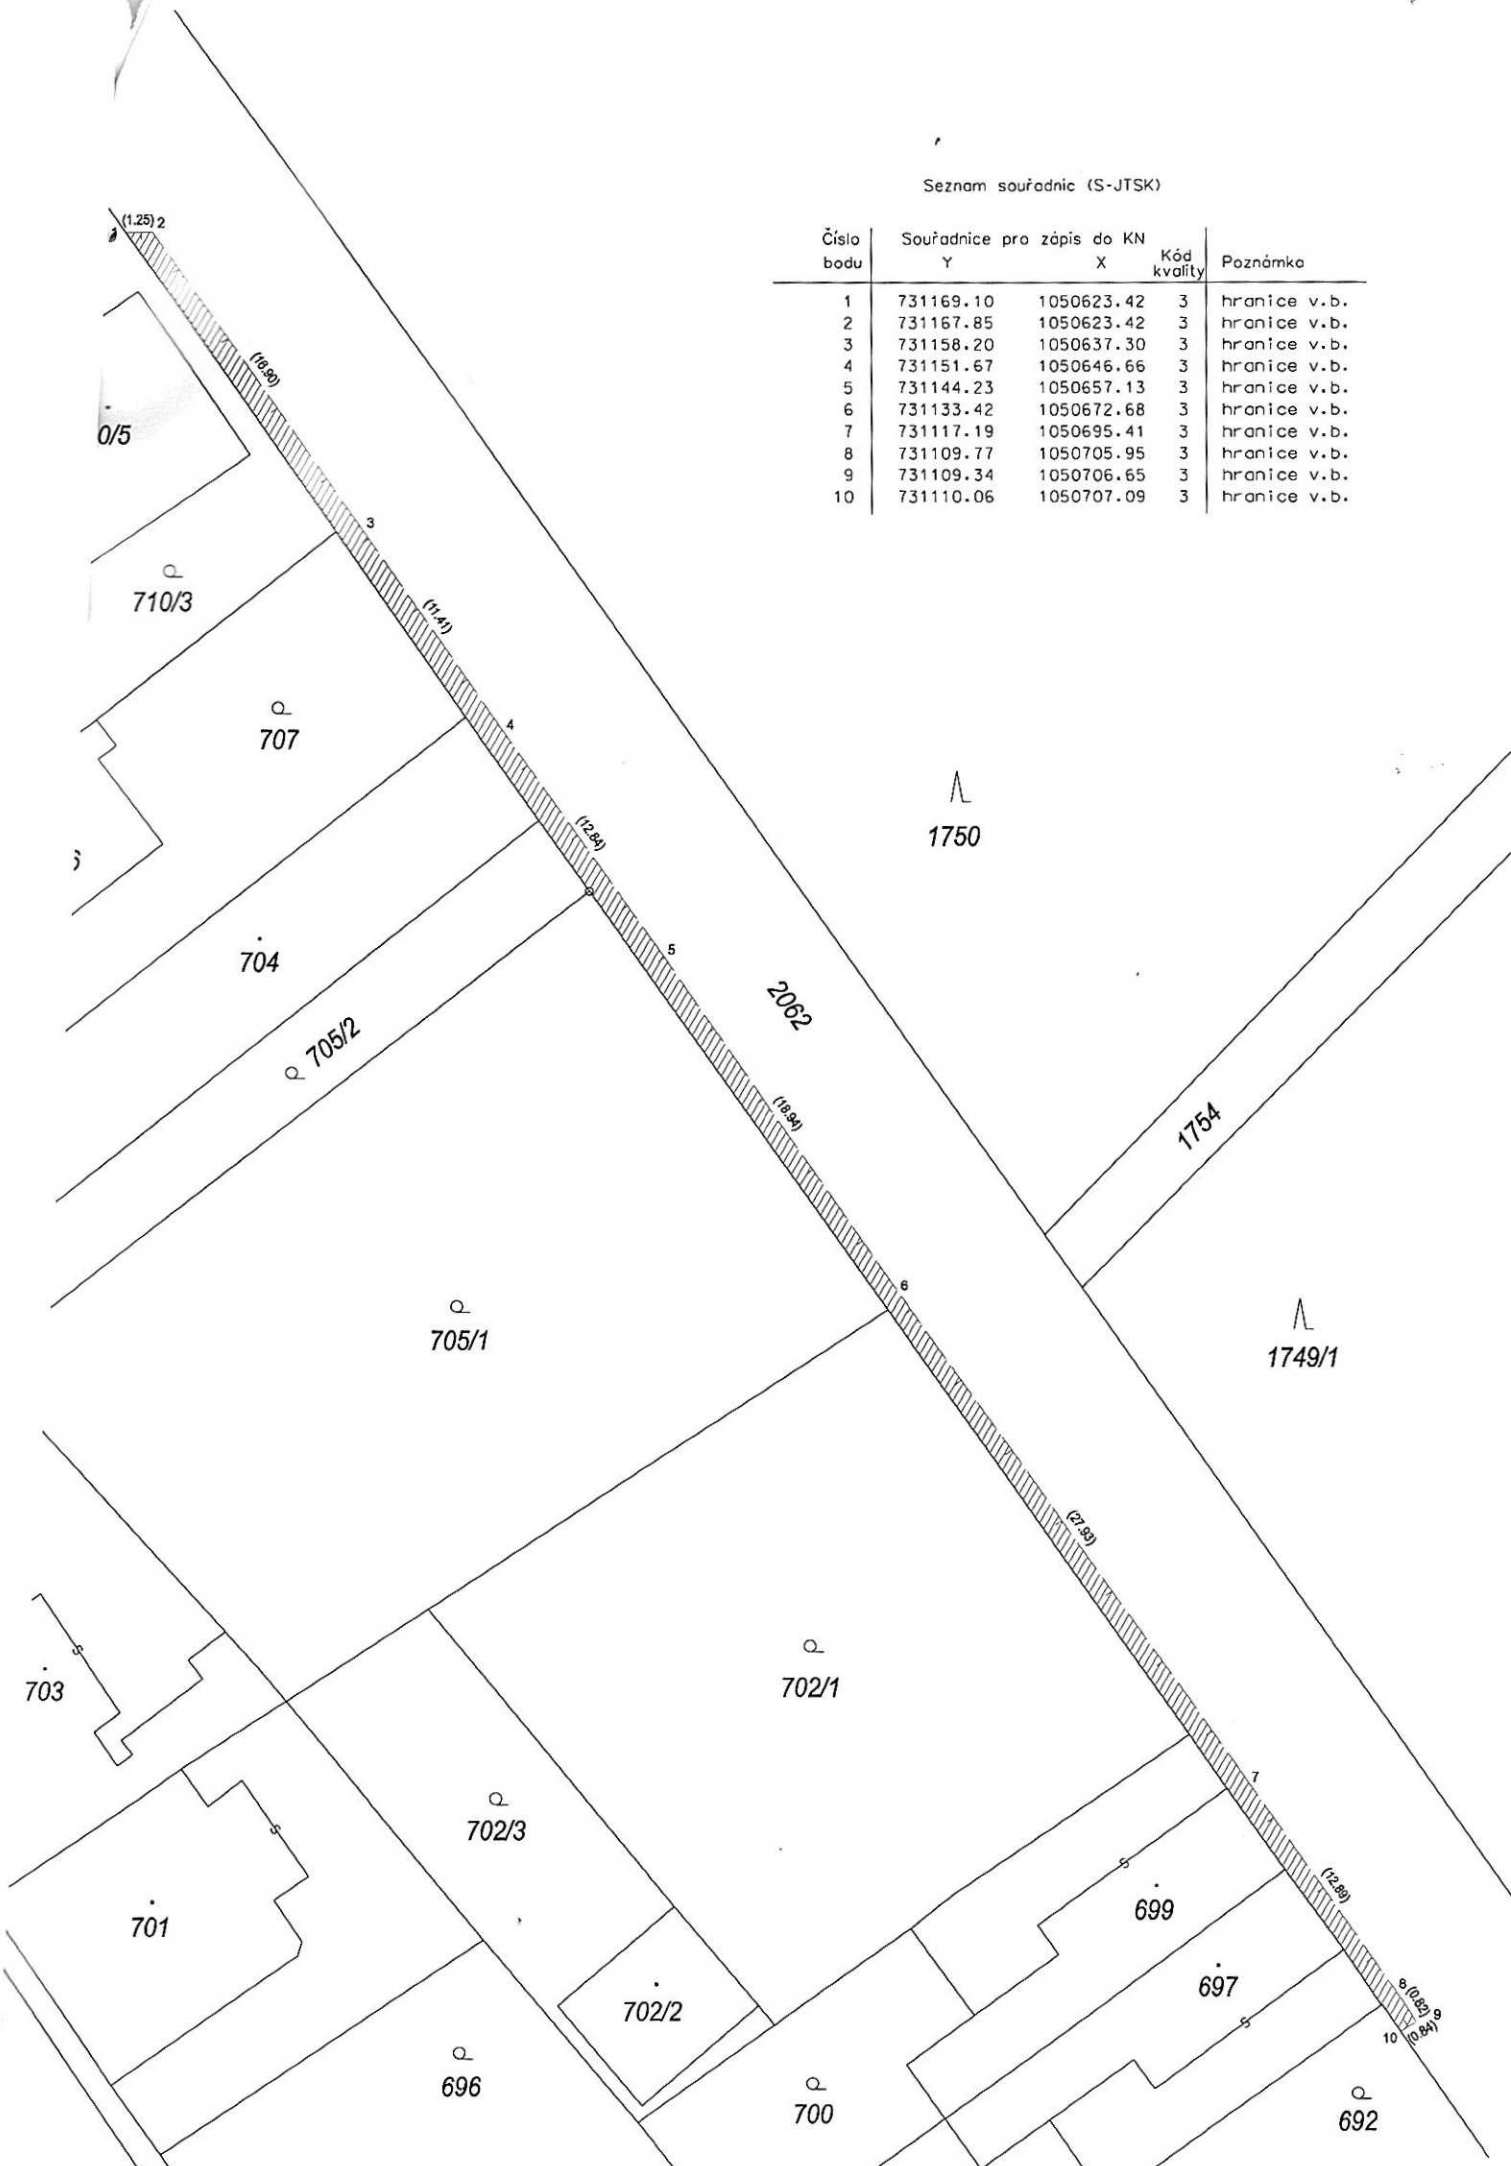 Seznam souřadnic (S-JTSK)
Číslo bodu Souřadnice pro zápis do KN Y X Kód kvality Poznámka
1 731169.10 1050623.42 3 hranice v.b.
2 731167.85 1050623.42 3 hranice v.b.
3 731158.20 1050637.30 3 hranice v.b.
4 731151.67 1050646.66 3 hranice v.b.
5 731144.23 1050657.13 3 hranice v.b.
6 731133.42 1050672.68 3 hranice v.b.
7 731117.19 1050695.41 3 hranice v.b.
8 731109.77 1050705.95 3 hranice v.b.
9 731109.34 1050706.65 3 hranice v.b.
10 731110.06 1050707.09 3 hranice v.b.
(1.25) 2
(16.90)
0/5
3
710/3
(11.41)
707
4
(12.84)
1750
704
5
2062
705/2
(18.94)
1754
6
705/1
1749/1
(27.93)
703
702/1
7
702/3
(12.89)
701
699
697
8 (0.82) 9
702/2
10 (0.84)
696
700
692